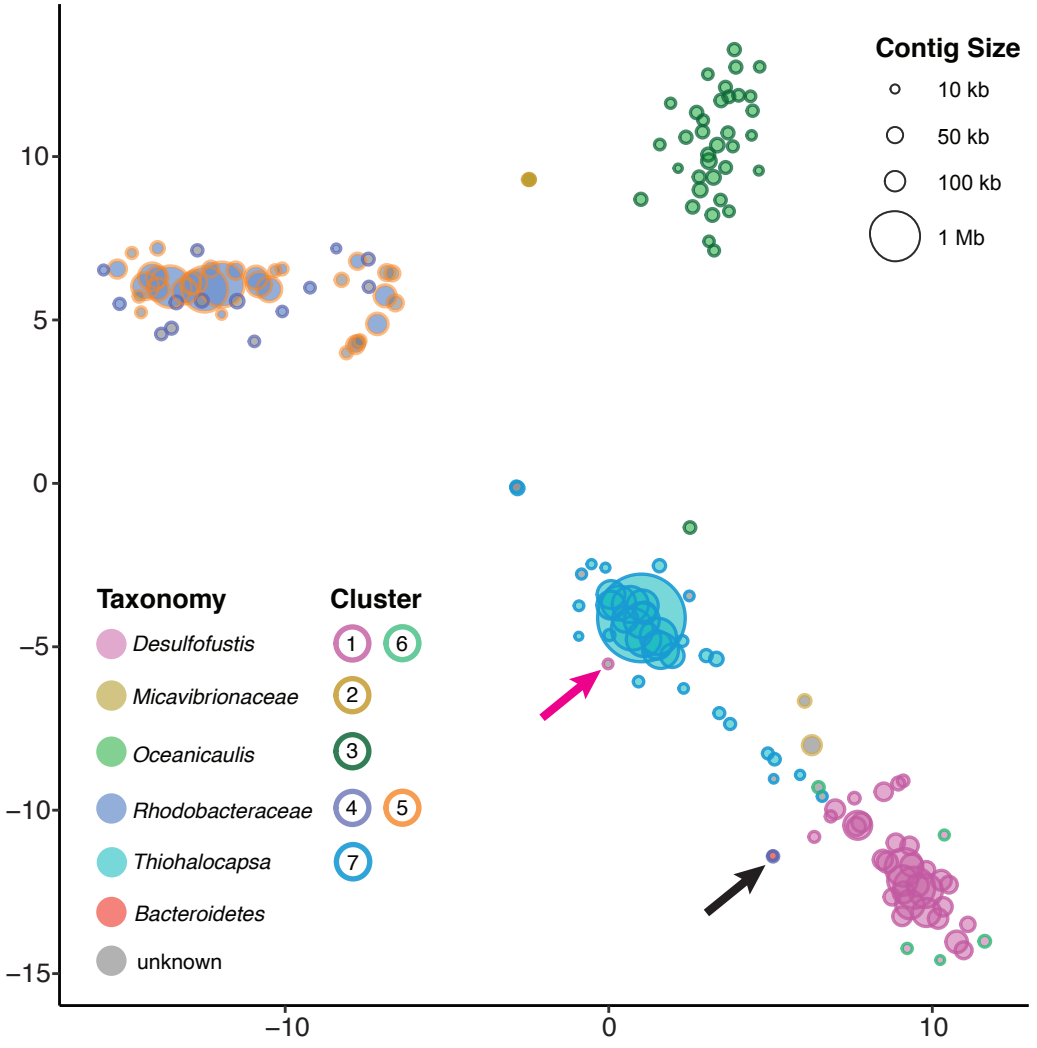 Contig Size
10 kb
50 kb
100 kb
1 Mb
10
5
0
−5
−10
−15
Taxonomy Cluster
Desulfofustis 1 6
Micavibrionaceae 2
Oceanicaulis 3
Rhodobacteraceae 4 5
Thiohalocapsa 7
Bacteroidetes
unknown
−10 0 10